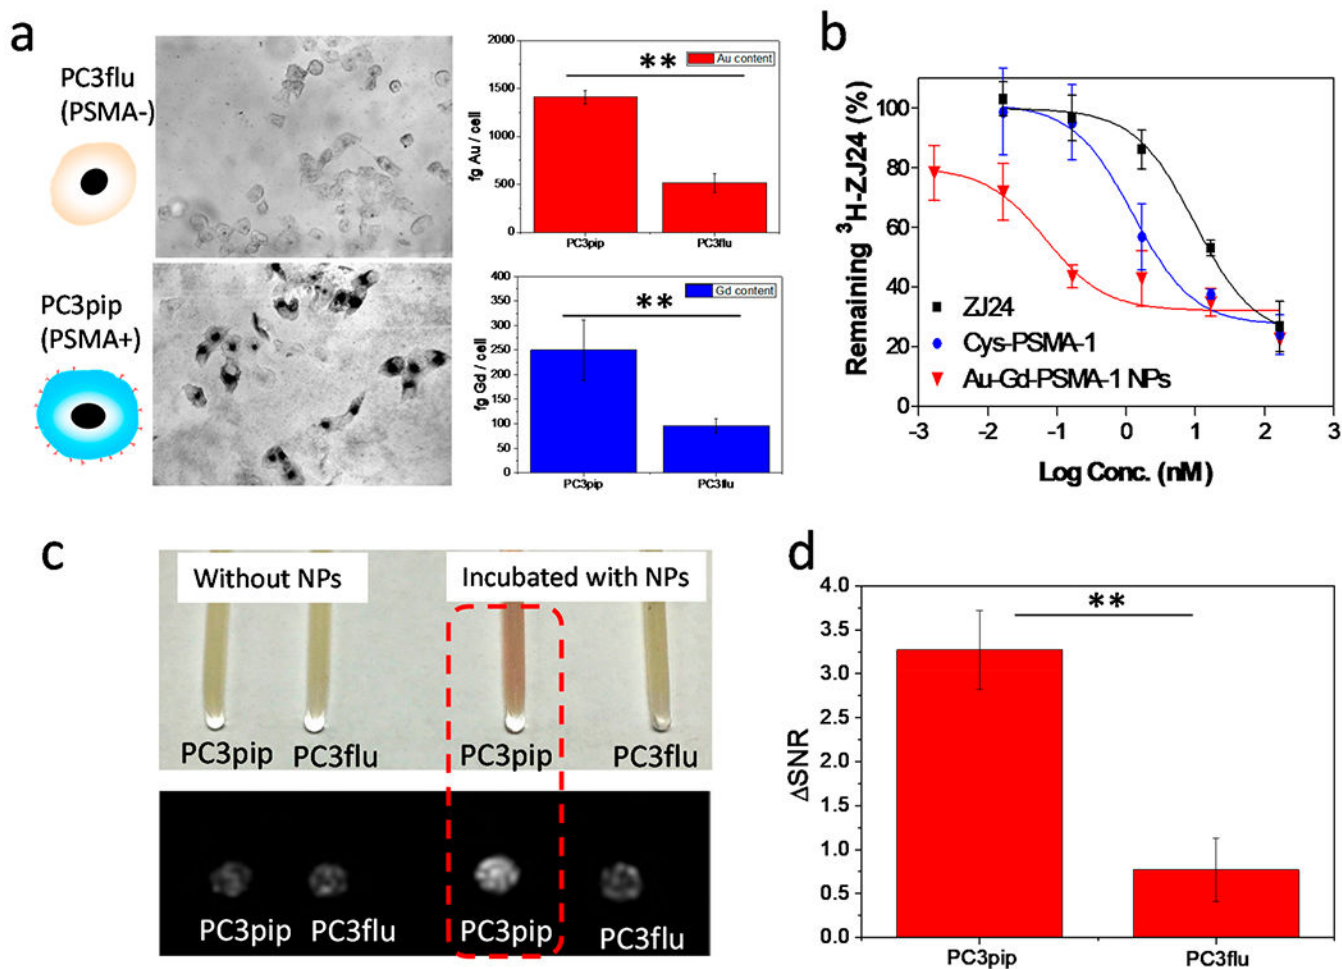 a
PC3flu
(PSMA-)
PC3pip
(PSMA+)
2000
1500
1000
500
0
fg Au / cell
Au content
**
PC3pip
PC3flu
400
350
300
250
200
150
100
50
0
fg Gd / cell
Gd content
**
PC3pip
PC3flu
b
Remaining ³H-ZJ24 (%)
100
80
60
40
20
0
ZJ24
Cys-PSMA-1
Au-Gd-PSMA-1 NPs
-3 -2 -1 0 1 2 3
Log Conc. (nM)
c
Without NPs
Incubated with NPs
PC3pip PC3flu PC3pip PC3flu
PC3pip PC3flu PC3pip PC3flu
d
4.0
3.5
3.0
2.5
2.0
1.5
1.0
0.5
0.0
ΔSNR
**
PC3pip
PC3flu